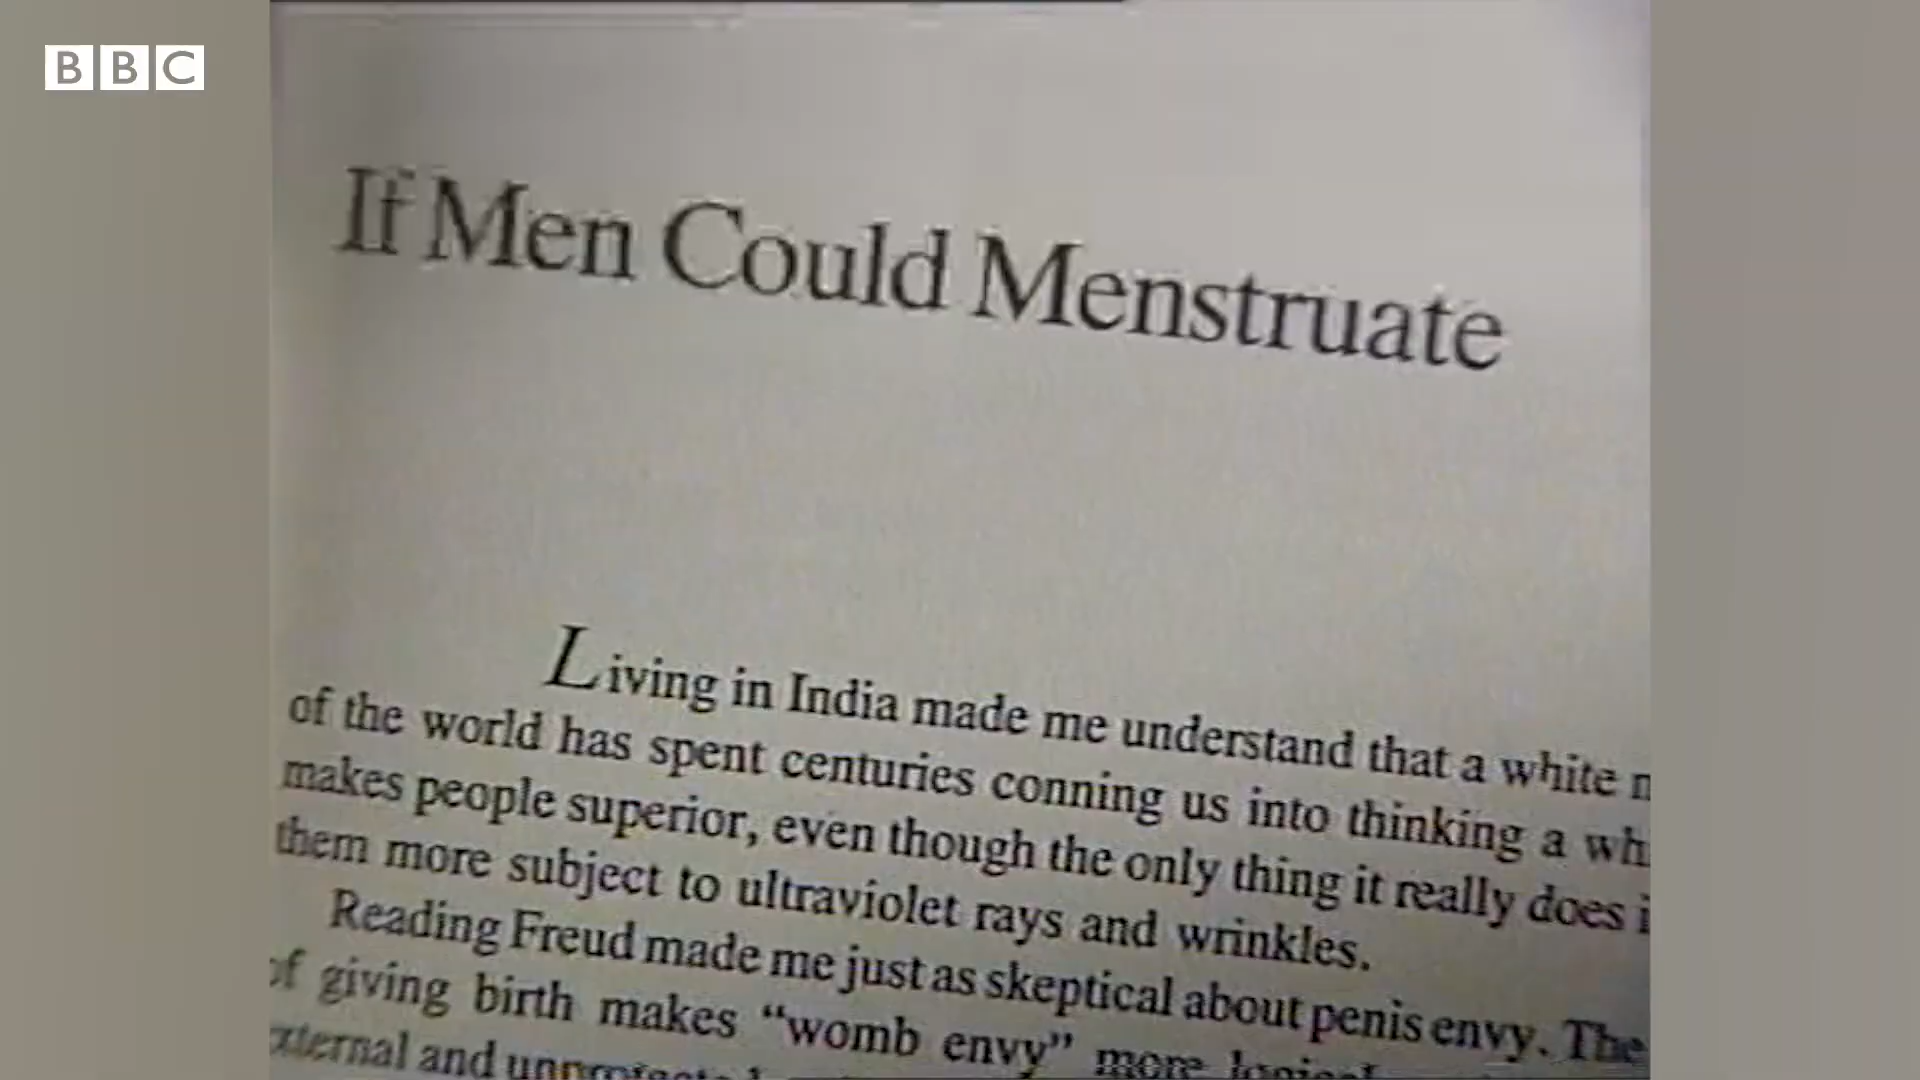 BBC
If Men Could Menstruate
Living in India made me understand that a white
of the world has spent centuries conning us into thinking a
makes people superior, even though the only thing it really does
them more subject to ultraviolet rays and wrinkles.
Reading Freud made me just as skeptical about penis envy. The
of giving birth makes “womb envy” more
and